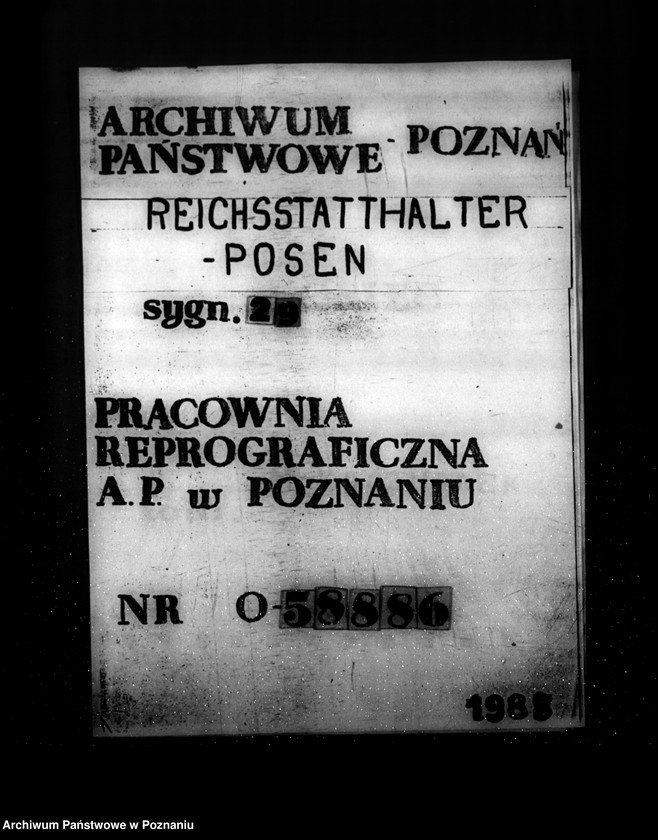 ARCHIWUM
PAŃSTWOWE - POZNAŃ
REICHSSTATTHALTER
-POSEN
sygn. 29
PRACOWNIA
REPROGRAFICZNA
A.P. w POZNANIU
NR O-58886
1988
Archiwum Państwowe w Poznaniu